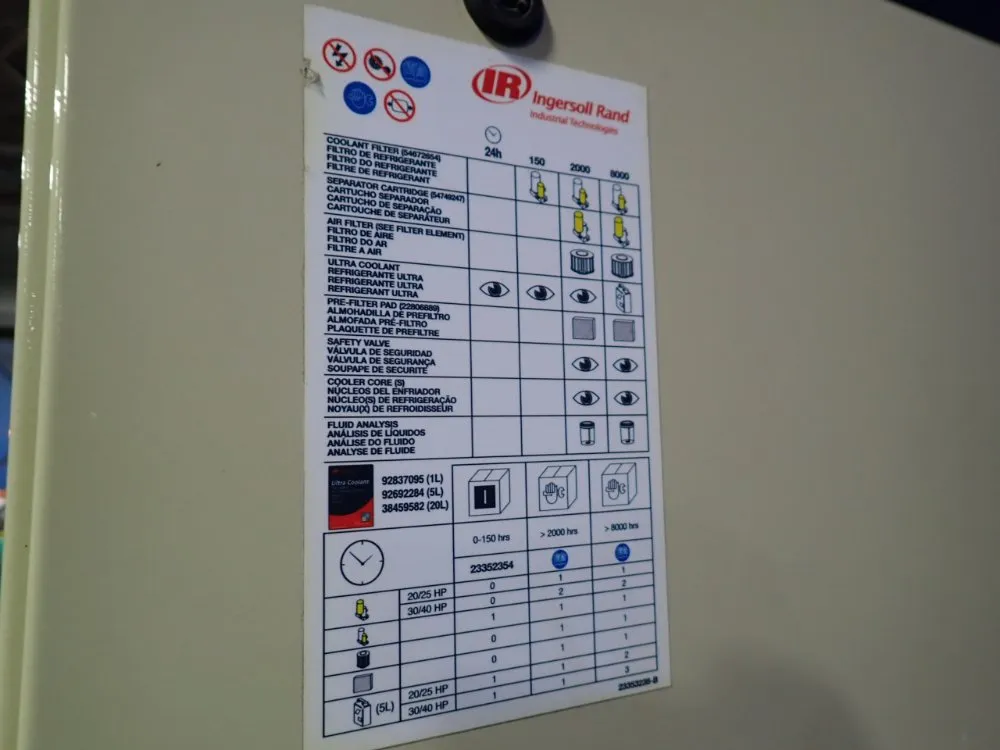 IR
Ingersoll Rand
Industrial Technologies
24h 150 2000 8000
COOLANT FILTER (54672654)
FILTRO DE REFRIGERANTE
FILTRO DO REFRIGERANTE
FILTRE DE REFRIGERANT
SEPARATOR CARTRIDGE (54749247)
CARTUCHO SEPARADOR
CARTUCHO DE SEPARAÇÃO
CARTOUCHE DE SEPARATEUR
AIR FILTER (SEE FILTER ELEMENT)
FILTRO DE AIRE
FILTRO DO AR
FILTRE A AIR
ULTRA COOLANT
REFRIGERANTE ULTRA
REFRIGERANTE ULTRA
REFRIGERANT ULTRA
PRE-FILTER PAD (22806889)
ALMOHADILLA DE PREFILTRO
ALMOFADA PRÉ-FILTRO
PLAQUETTE DE PREFILTRE
SAFETY VALVE
VÁLVULA DE SEGURIDAD
VÁLVULA DE SEGURANÇA
SOUPAPE DE SECURITÉ
COOLER CORE (S)
NÚCLEOS DEL ENFRIADOR
NÚCLEO(S) DE REFRIGERAÇÃO
NOYAU(X) DE REFROIDISSEUR
FLUID ANALYSIS
ANÁLISIS DE LÍQUIDOS
ANÁLISE DO FLUIDO
ANALYSE DE FLUIDE
Ultra Coolant
92837095 (1L)
92692284 (5L)
38459582 (20L)
0-150 hrs > 2000 hrs > 8000 hrs
23352354
20/25 HP 0 1 1
30/40 HP 0 2 2
1 1 1
0 1 1
0 1 1
20/25 HP 1 1 2
(5L) 30/40 HP 1 1 3
23353238-B